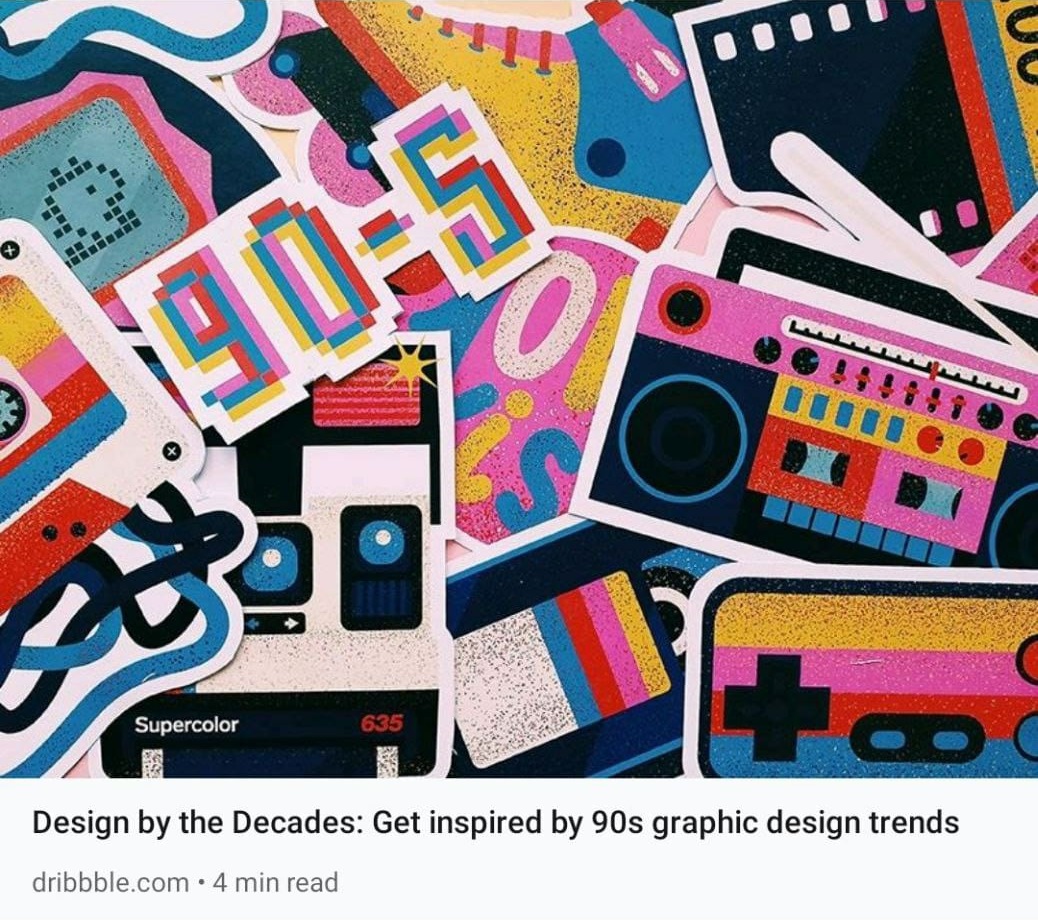 90-S
Supercolor 635
Design by the Decades: Get inspired by 90s graphic design trends
dribbble.com • 4 min read